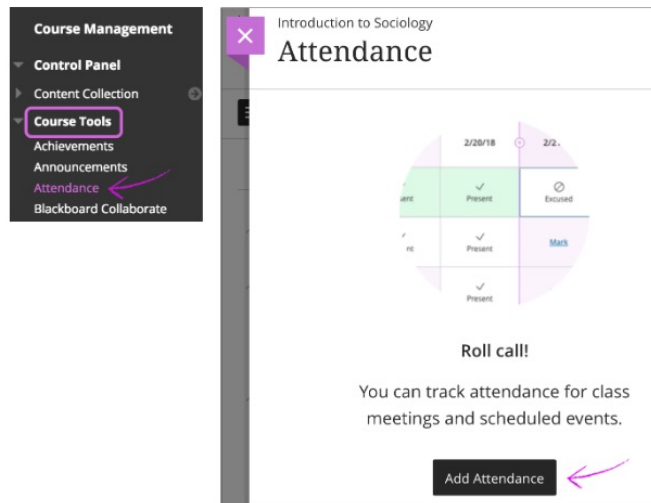 Course Management
Control Panel
Content Collection
Course Tools
Achievements
Announcements
Attendance
Blackboard Collaborate
Introduction to Sociology
Attendance
2/20/18
2/2
Present
Excused
Present
Mark
Present
Roll call!
You can track attendance for class
meetings and scheduled events.
Add Attendance